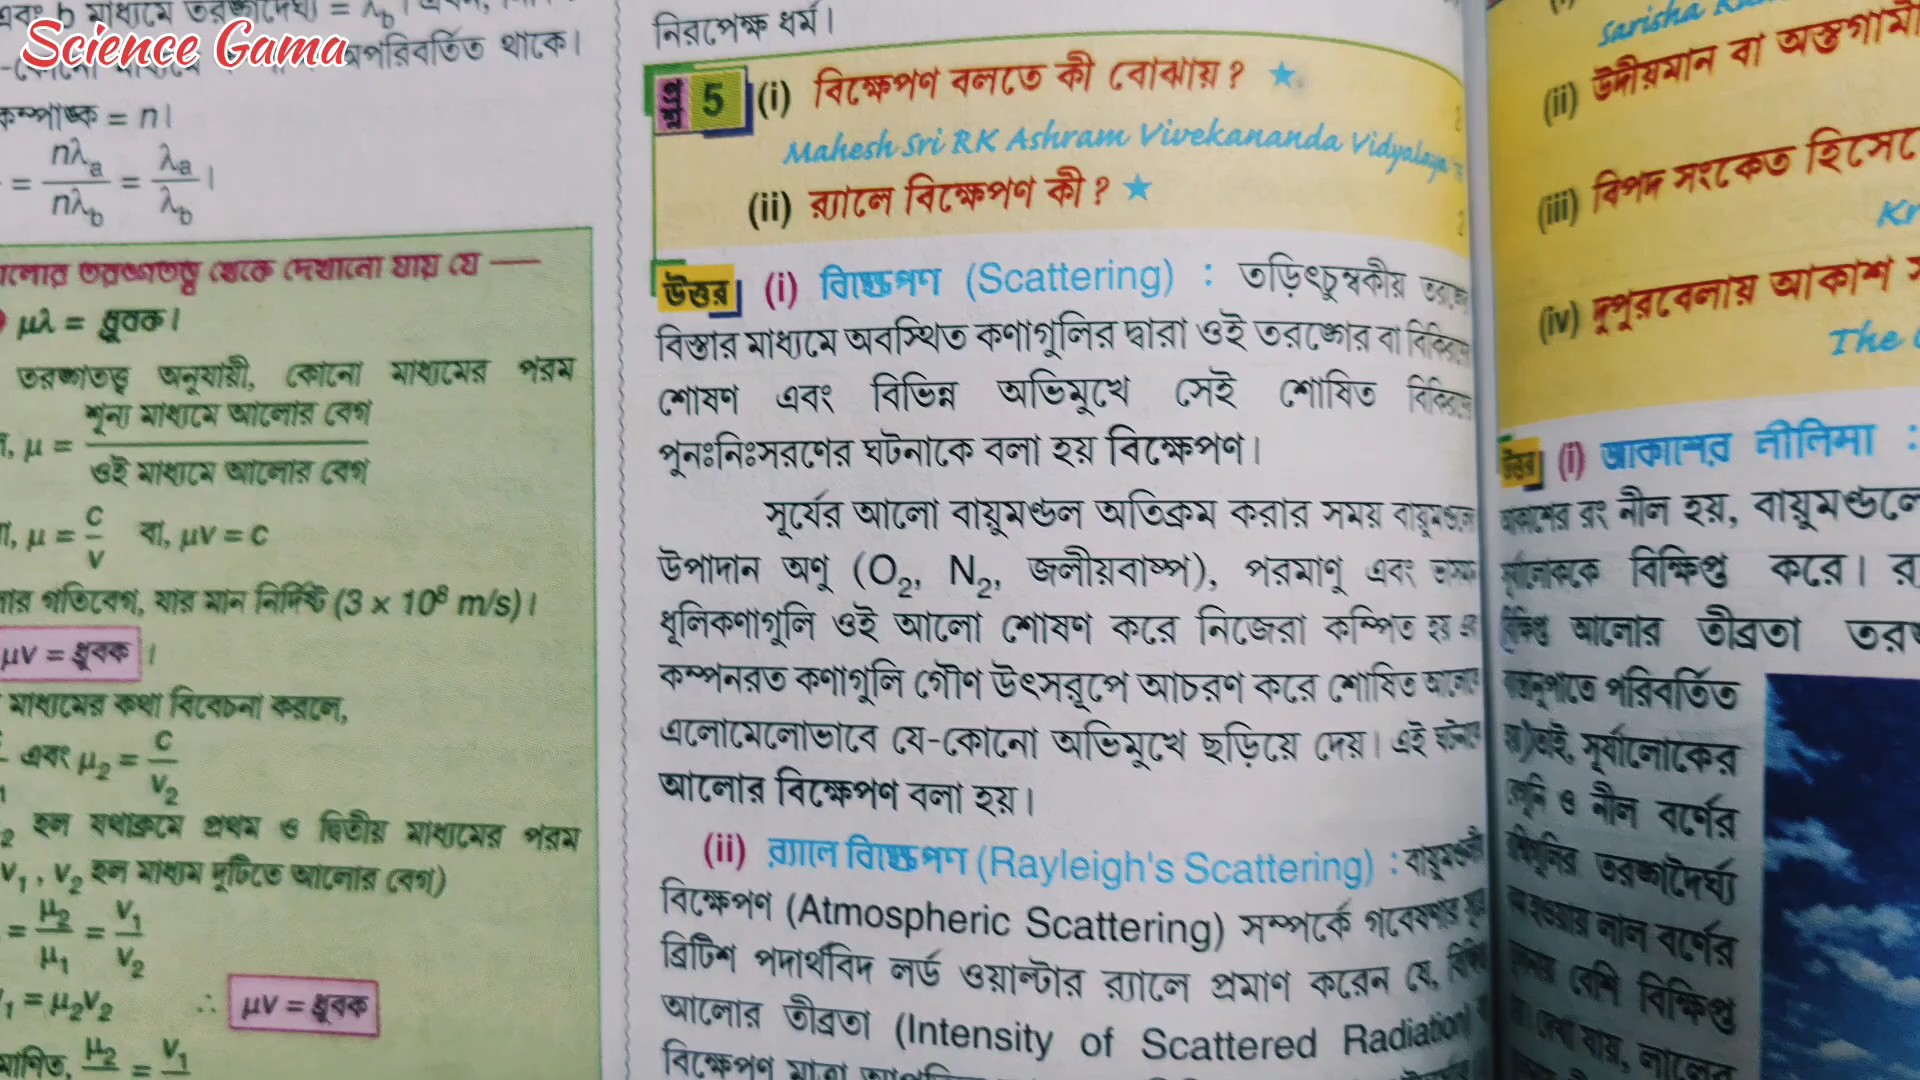 Science Gama
অপরিবর্তিত থাকে।
কম্পাঙ্ক = n।
= nλa / nλb = λa / λb ।
আলোর তরঙ্গতত্ত্ব থেকে দেখানো যায় যে —
μλ = ধ্রুবক।
তরঙ্গতত্ত্ব অনুযায়ী, কোনো মাধ্যমের পরম
μ = শূন্য মাধ্যমে আলোর বেগ / ওই মাধ্যমে আলোর বেগ
μ = c / v বা, μv = c
গতিবেগ, যার মান নির্দিষ্ট (3 × 10⁸ m/s)।
μv = ধ্রুবক ।
মাধ্যমের কথা বিবেচনা করলে,
এবং μ₂ = c / v₂
হল যথাক্রমে প্রথম ও দ্বিতীয় মাধ্যমের পরম
v₁, v₂ হল মাধ্যম দুটিতে আলোর বেগ)
= μ₂ / μ₁ = v₁ / v₂
= μ₂v₂ ∴ μv = ধ্রুবক
μ₂ = v₁
নিরপেক্ষ ধর্ম।
প্রশ্ন 5 (i) বিক্ষেপণ বলতে কী বোঝায়? ★
Mahesh Sri RK Ashram Vivekananda Vidyalaya
(ii) র‍্যালে বিক্ষেপণ কী? ★
উত্তর (i) বিক্ষেপণ (Scattering) : তড়িৎচুম্বকীয়
বিস্তার মাধ্যমে অবস্থিত কণাগুলির দ্বারা ওই তরঙ্গের বা
শোষণ এবং বিভিন্ন অভিমুখে সেই শোষিত
পুনঃনিঃসরণের ঘটনাকে বলা হয় বিক্ষেপণ।
সূর্যের আলো বায়ুমণ্ডল অতিক্রম করার সময়
উপাদান অণু (O₂, N₂, জলীয়বাষ্প), পরমাণু এবং
ধূলিকণাগুলি ওই আলো শোষণ করে নিজেরা কম্পিত হয়
কম্পনরত কণাগুলি গৌণ উৎসরূপে আচরণ করে শোষিত
এলোমেলোভাবে যে-কোনো অভিমুখে ছড়িয়ে দেয়। এই
আলোর বিক্ষেপণ বলা হয়।
(ii) র‍্যালে বিক্ষেপণ (Rayleigh's Scattering) :
বিক্ষেপণ (Atmospheric Scattering) সম্পর্কে গবেষণার
ব্রিটিশ পদার্থবিদ লর্ড ওয়াল্টার র‍্যালে প্রমাণ করেন যে,
আলোর তীব্রতা (Intensity of Scattered Radiation)
Sarisha
(ii) উদীয়মান বা অস্তগামী
(iii) বিপদ সংকেত হিসেবে
(iv) দুপুরবেলায় আকাশ
The
উত্তর (i) আকাশের নীলিমা :
আকাশের রং নীল হয়,
সূর্যালোককে বিক্ষিপ্ত করে।
আলোর তীব্রতা
পরিবর্তিত
তাই, সূর্যালোকের
বেগুনি ও নীল বর্ণের
তরঙ্গদৈর্ঘ্য
লাল বর্ণের
বেশি বিক্ষিপ্ত